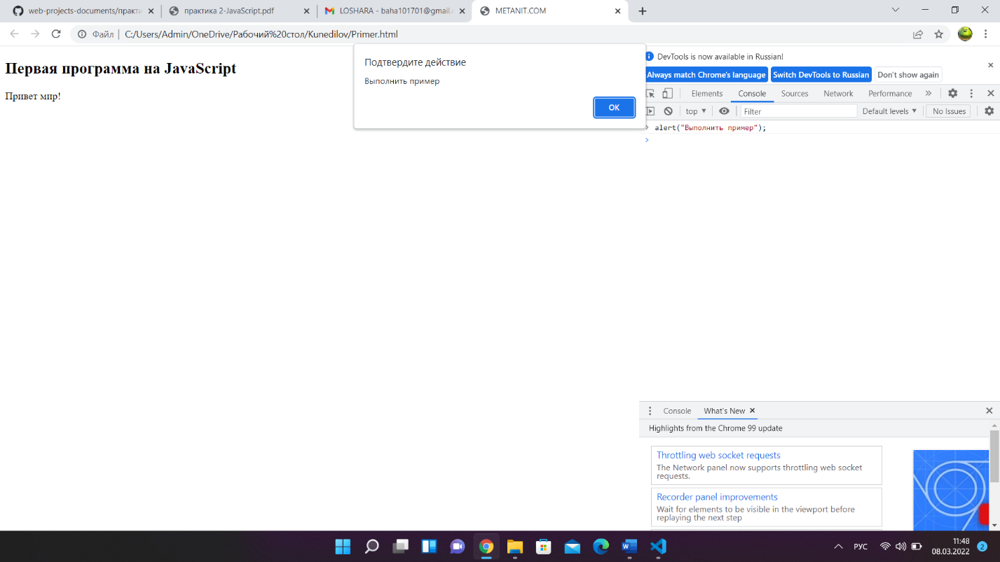 web-projects-documents/практи
практика 2-JavaScript.pdf
LOSHARA - baha101701@gmail.c
METANIT.COM
Файл
C:/Users/Admin/OneDrive/Рабочий%20стол/Kunedilov/Primer.html
Первая программа на JavaScript
Привет мир!
Подтвердите действие
Выполнить пример
ОК
DevTools is now available in Russian!
Always match Chrome's language
Switch DevTools to Russian
Don't show again
Elements
Console
Sources
Network
Performance
top
Filter
Default levels
No Issues
alert("Выполнить пример");
Console
What's New
Highlights from the Chrome 99 update
Throttling web socket requests
The Network panel now supports throttling web socket
requests.
Recorder panel improvements
Wait for elements to be visible in the viewport before
replaying the next step
РУС
11:48
08.03.2022
2